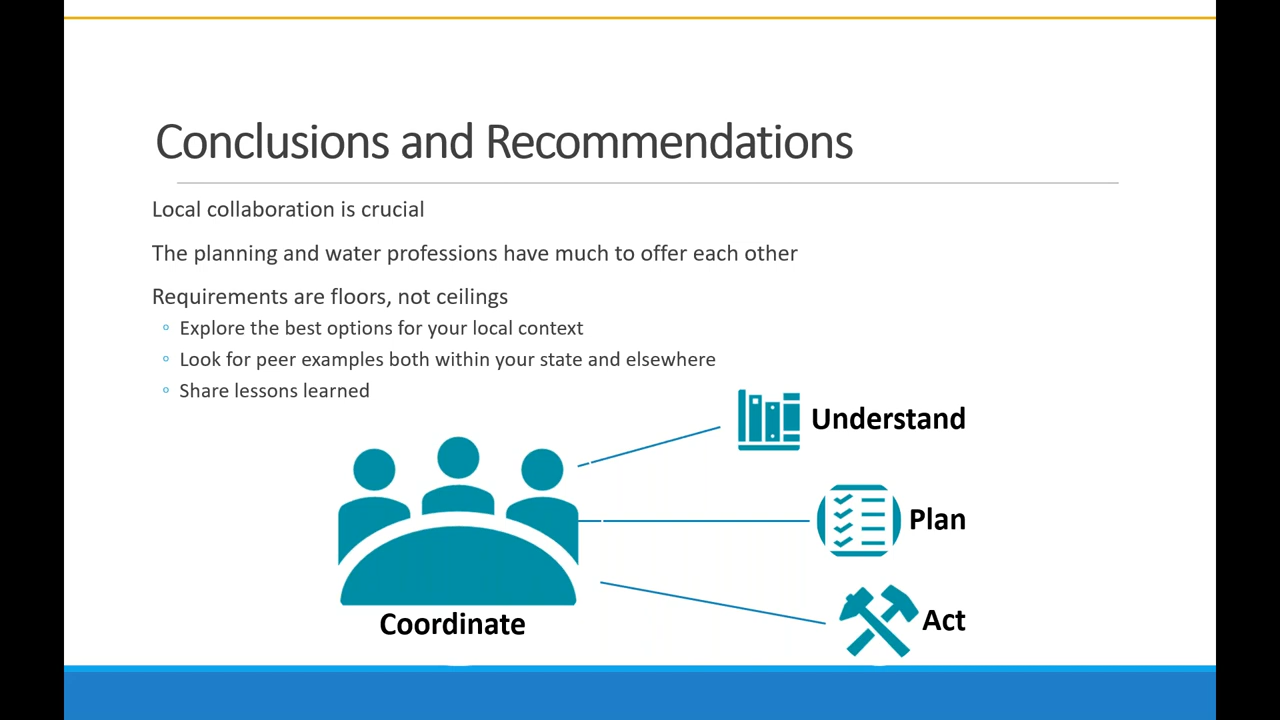 Conclusions and Recommendations
Local collaboration is crucial
The planning and water professions have much to offer each other
Requirements are floors, not ceilings
◦ Explore the best options for your local context
◦ Look for peer examples both within your state and elsewhere
◦ Share lessons learned
Understand
Plan
Act
Coordinate